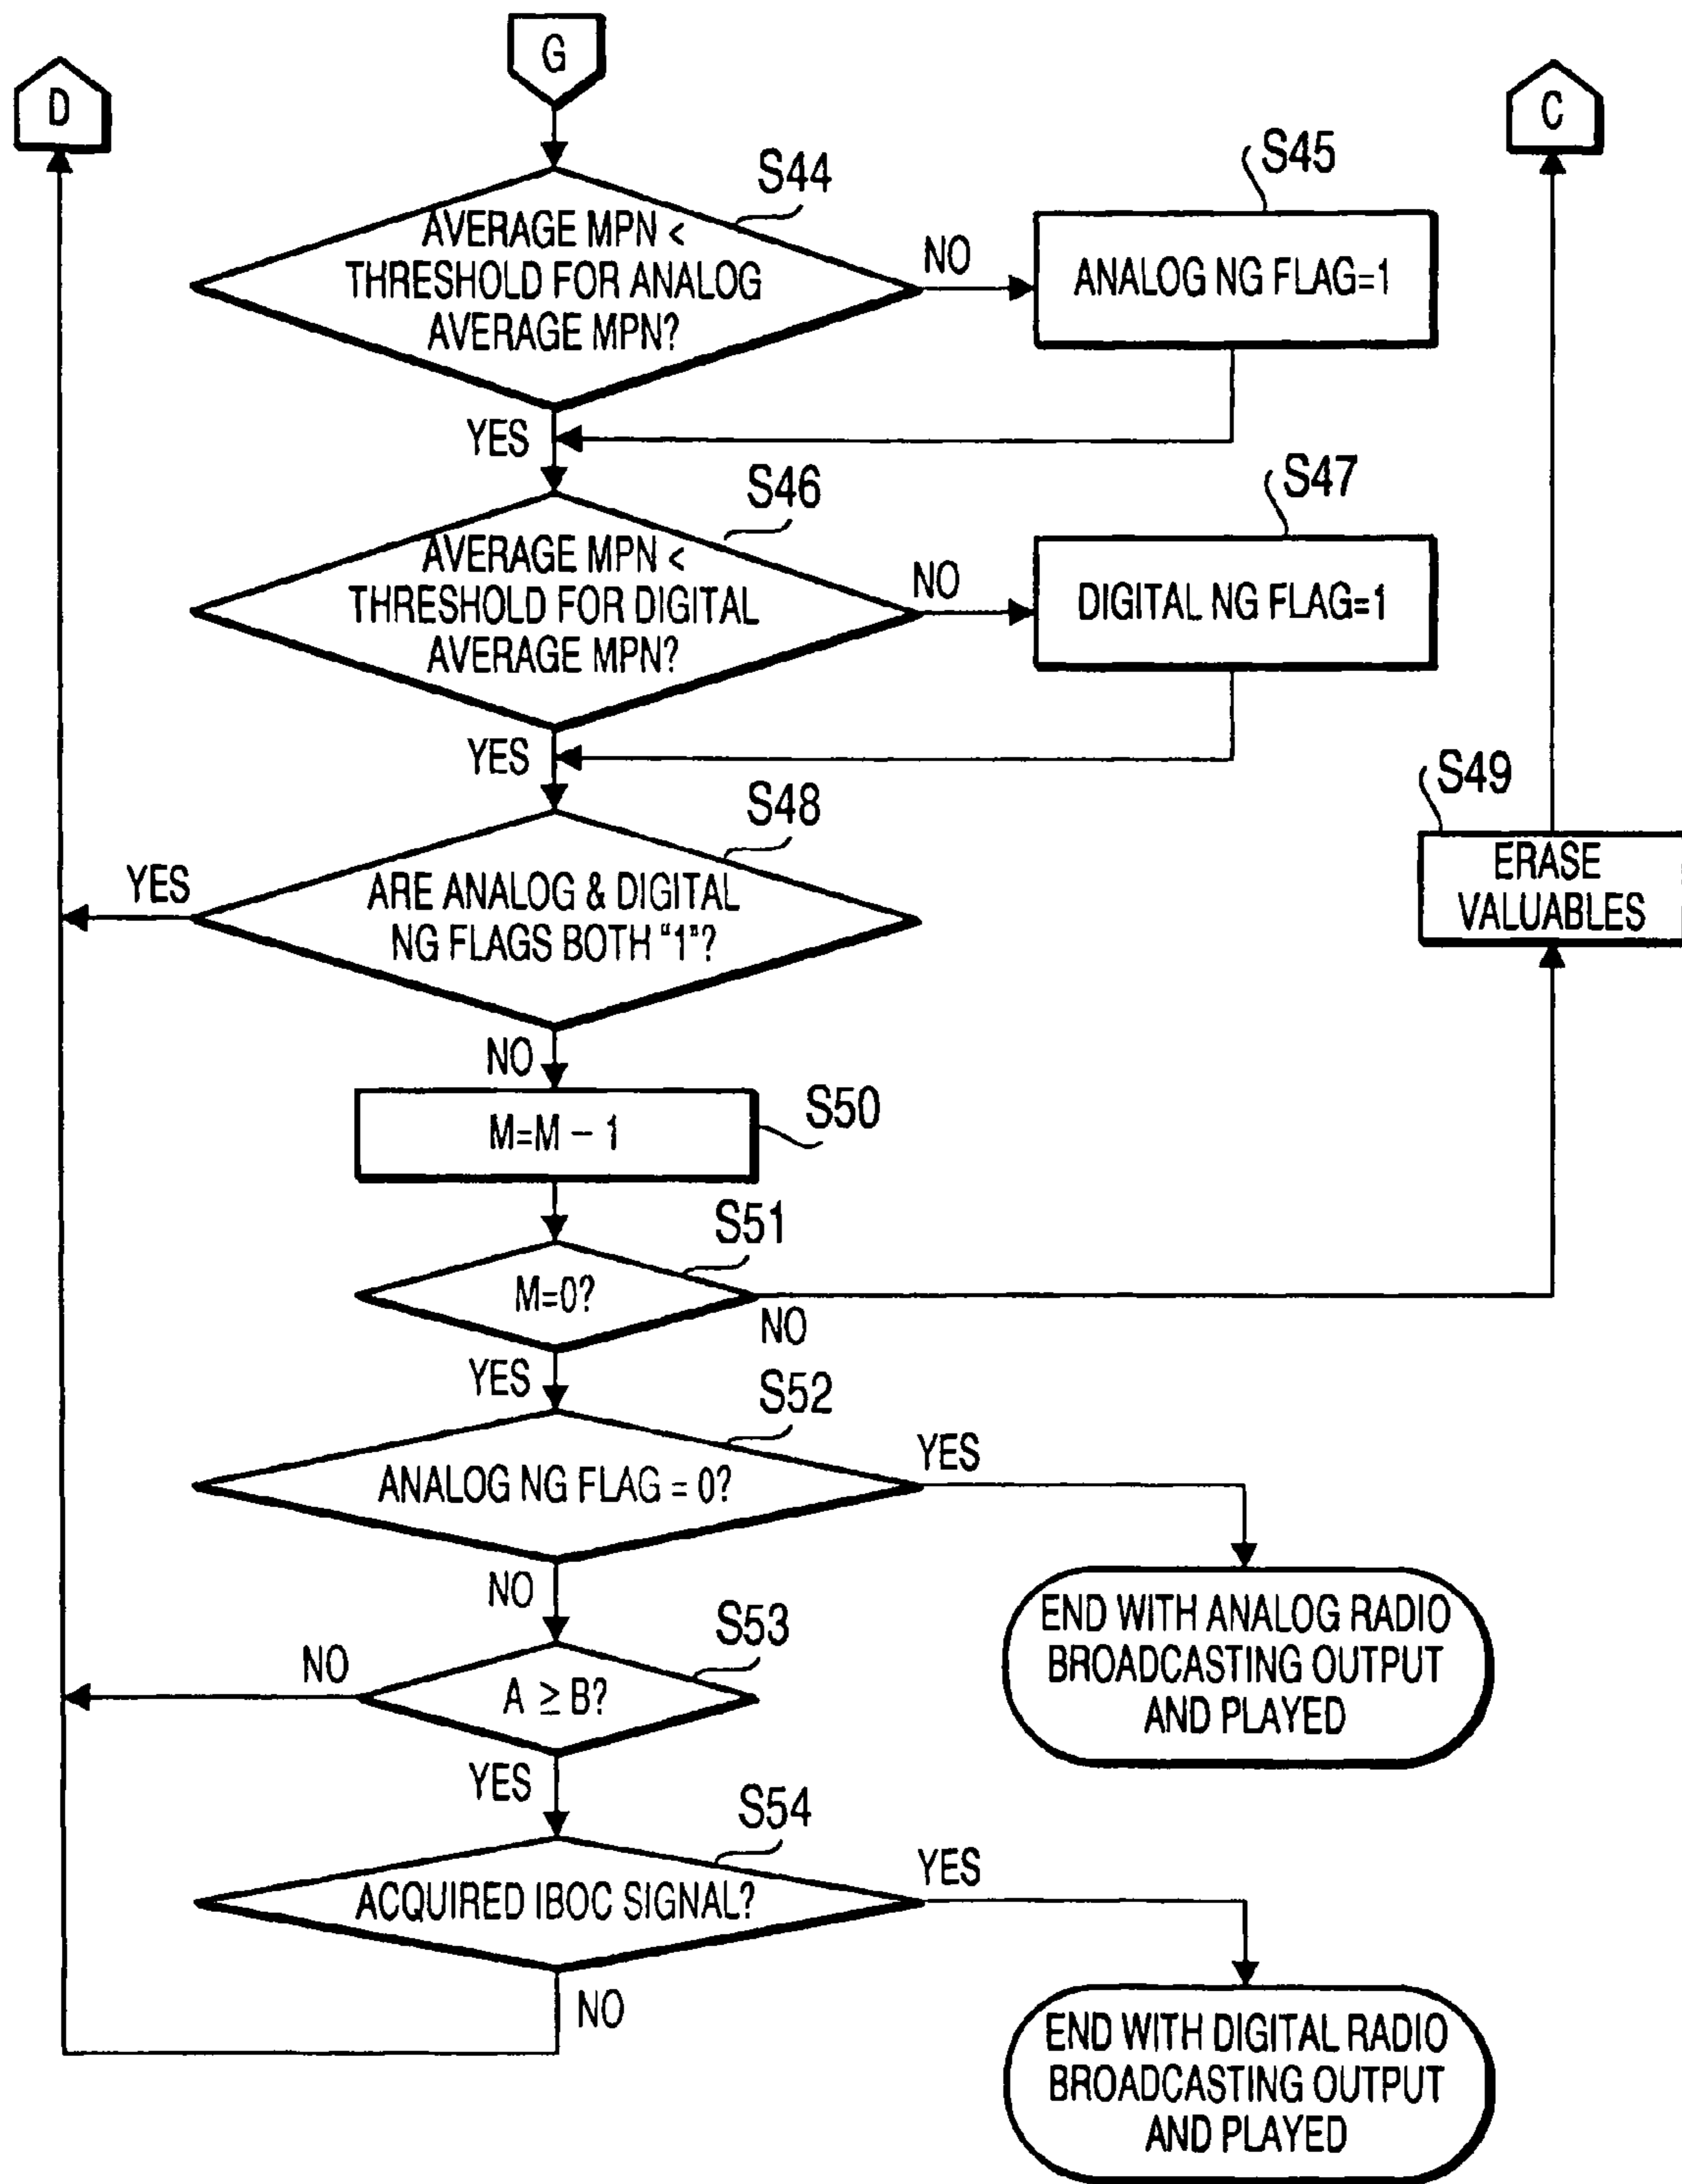 G
D
C
S44
S45
AVERAGE MPN <
THRESHOLD FOR ANALOG
AVERAGE MPN?
NO
ANALOG NG FLAG=1
YES
S46
S47
AVERAGE MPN <
THRESHOLD FOR DIGITAL
AVERAGE MPN?
NO
DIGITAL NG FLAG=1
YES
S48
S49
ERASE
VALUABLES
YES
ARE ANALOG & DIGITAL
NG FLAGS BOTH "1"?
NO
S50
M=M – 1
S51
M=0?
NO
YES
S52
ANALOG NG FLAG = 0?
YES
NO
END WITH ANALOG RADIO
BROADCASTING OUTPUT
AND PLAYED
S53
NO
A ≥ B?
YES
S54
ACQUIRED IBOC SIGNAL?
YES
NO
END WITH DIGITAL RADIO
BROADCASTING OUTPUT
AND PLAYED